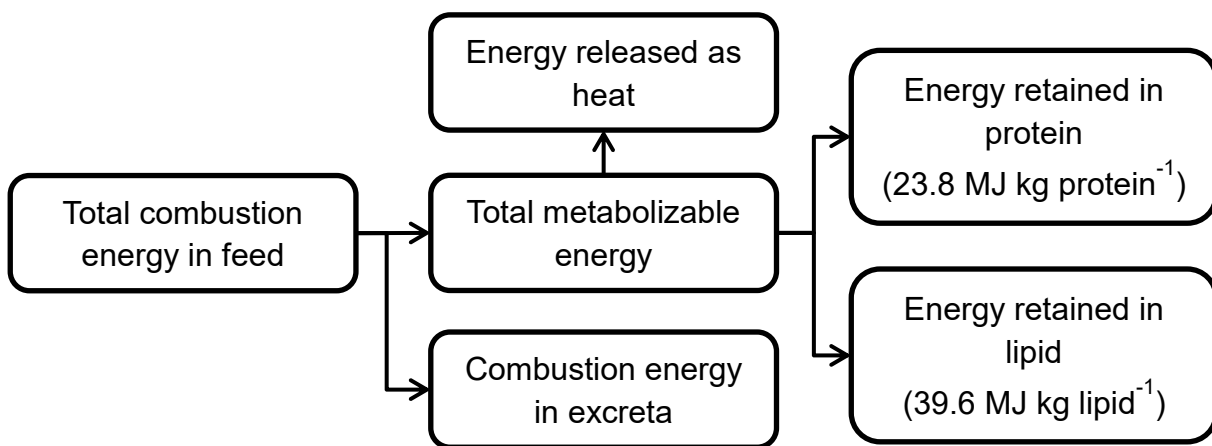 Energy released as
heat
Energy retained in
protein
(23.8 MJ kg protein⁻¹)
Total combustion
energy in feed
Total metabolizable
energy
Energy retained in
lipid
(39.6 MJ kg lipid⁻¹)
Combustion energy
in excreta